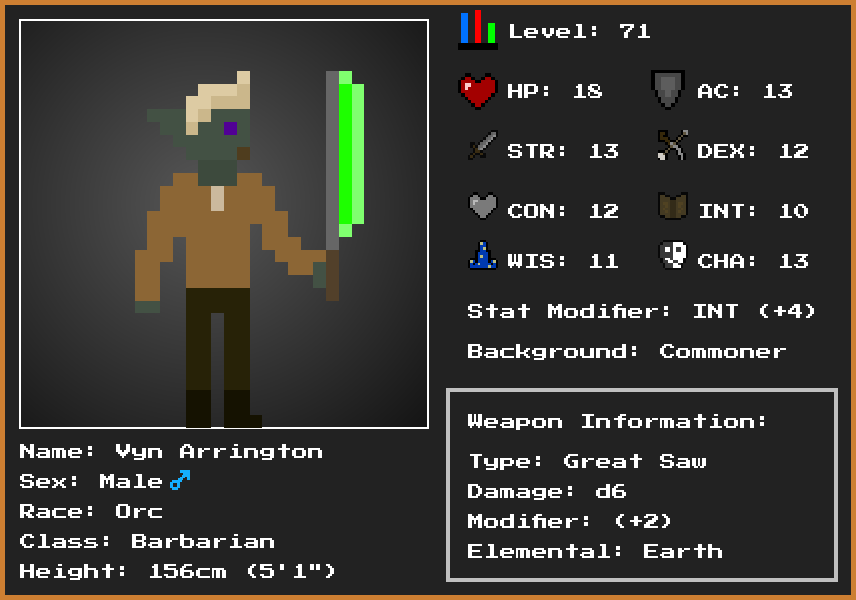 Level: 71
HP: 18 AC: 13
STR: 13 DEX: 12
CON: 12 INT: 10
WIS: 11 CHA: 13
Stat Modifier: INT (+4)
Background: Commoner
Weapon Information:
Type: Great Saw
Damage: d6
Modifier: (+2)
Elemental: Earth
Name: Vyn Arrington
Sex: Male ♂
Race: Orc
Class: Barbarian
Height: 156cm (5'1")